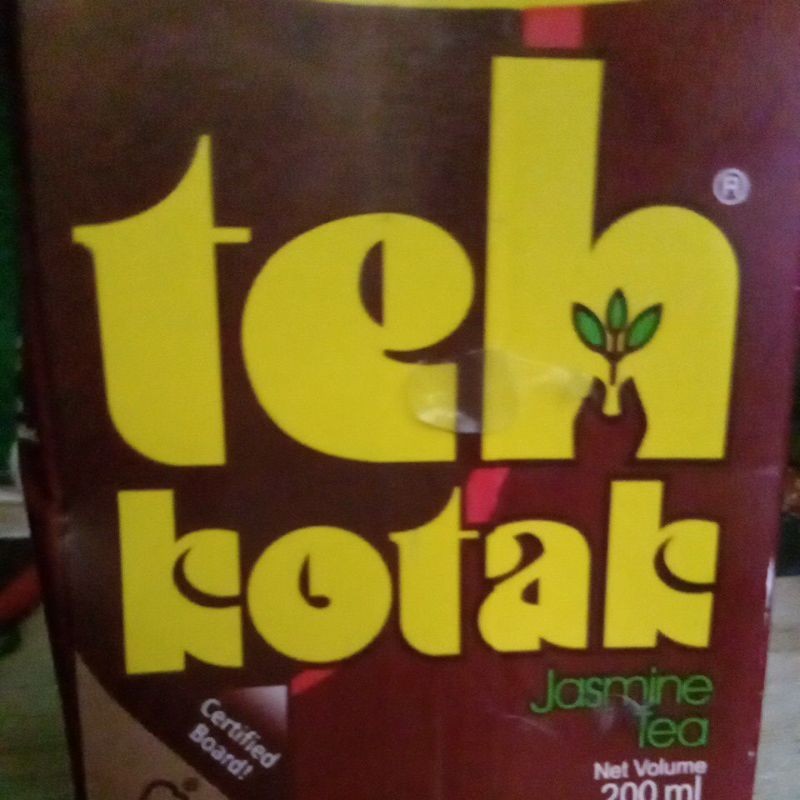 teh ®
kotak
Jasmine
Tea
Certified
Board!
Net Volume
200 ml